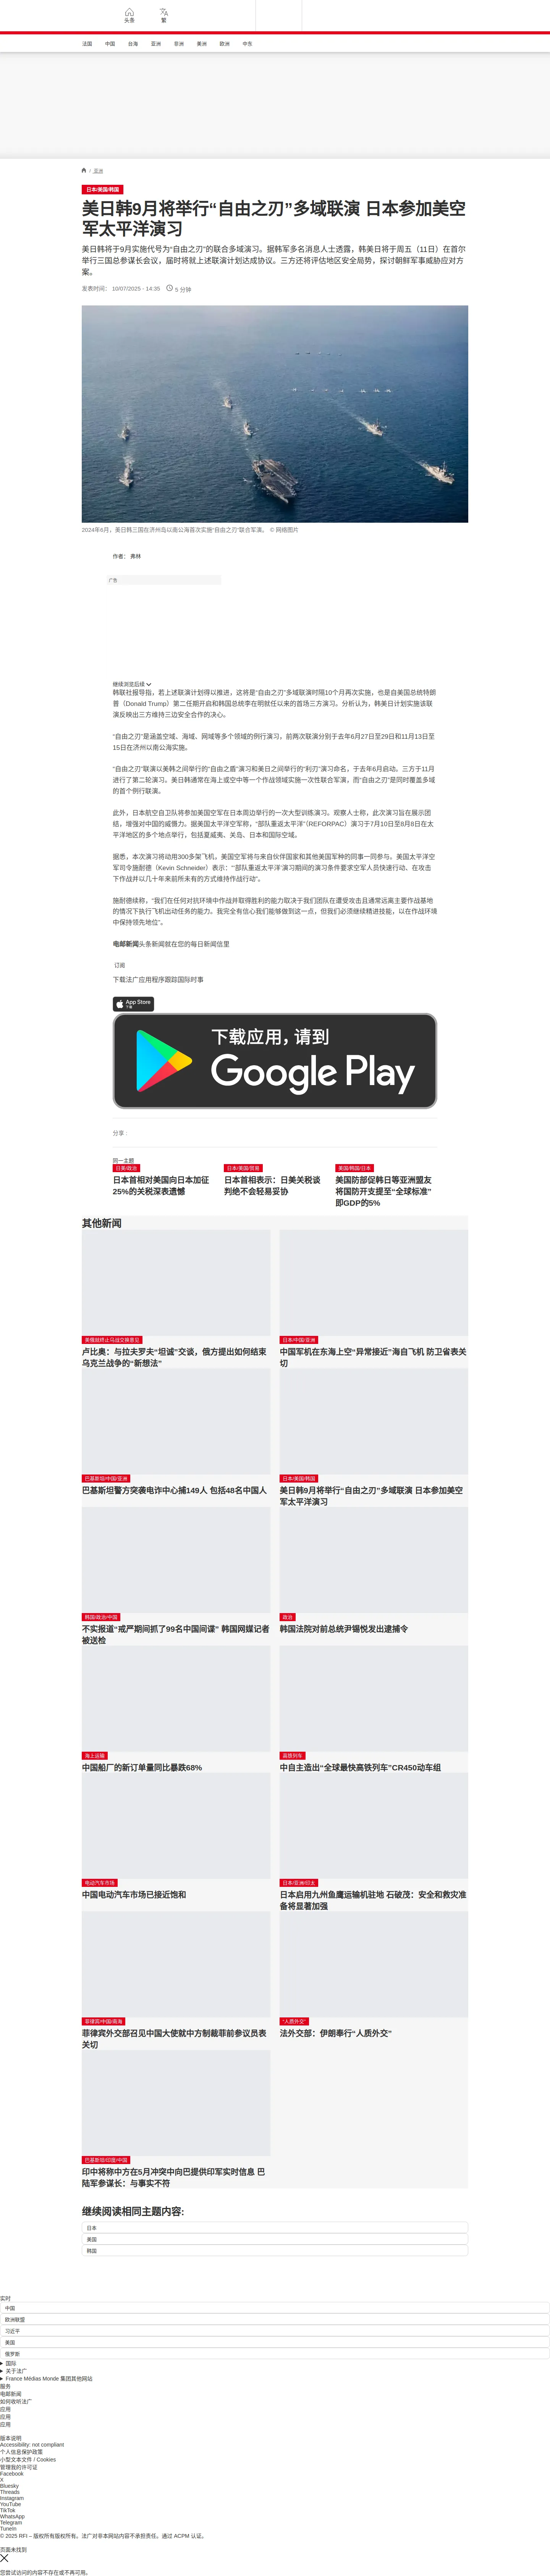 头条
繁
法国
中国
台海
亚洲
非洲
美洲
欧洲
中东
/ 亚洲
日本/美国/韩国
美日韩9月将举行“自由之刃”多域联演 日本参加美空
军太平洋演习
美日韩将于9月实施代号为“自由之刃”的联合多域演习。据韩军多名消息人士透露，韩美日将于周五（11日）在首尔
举行三国总参谋长会议，届时将就上述联演计划达成协议。三方还将评估地区安全局势，探讨朝鲜军事威胁应对方
案。
发表时间： 10/07/2025 - 14:35
5 分钟
2024年6月，美日韩三国在济州岛以南公海首次实施“自由之刃”联合军演。 © 网络图片
作者： 弗林
广告
继续浏览后续
韩联社报导指，若上述联演计划得以推进，这将是“自由之刃”多域联演时隔10个月再次实施，也是自美国总统特朗
普（Donald Trump）第二任期开启和韩国总统李在明就任以来的首场三方演习。分析认为，韩美日计划实施该联
演反映出三方维持三边安全合作的决心。
“自由之刃”是涵盖空域、海域、网域等多个领域的例行演习，前两次联演分别于去年6月27日至29日和11月13日至
15日在济州以南公海实施。
“自由之刃”联演以美韩之间举行的“自由之盾”演习和美日之间举行的“利刃”演习命名，于去年6月启动。三方于11月
进行了第二轮演习。美日韩通常在海上或空中等一个作战领域实施一次性联合军演，而“自由之刃”是同时覆盖多域
的首个例行联演。
此外，日本航空自卫队将参加美国空军在日本周边举行的一次大型训练演习。观察人士称，此次演习旨在展示团
结，增强对中国的威慑力。据美国太平洋空军称，“部队重返太平洋”（REFORPAC）演习于7月10日至8月8日在太
平洋地区的多个地点举行，包括夏威夷、关岛、日本和国际空域。
据悉，本次演习将动用300多架飞机，美国空军将与来自伙伴国家和其他美国军种的同事一同参与。美国太平洋空
军司令施耐德（Kevin Schneider）表示：“‘部队重返太平洋’演习期间的演习条件要求空军人员快速行动、在攻击
下作战并以几十年来前所未有的方式维持作战行动”。
施耐德续称，“我们在任何对抗环境中作战并取得胜利的能力取决于我们团队在遭受攻击且通常远离主要作战基地
的情况下执行飞机出动任务的能力。我完全有信心我们能够做到这一点，但我们必须继续精进技能，以在作战环境
中保持领先地位”。
电邮新闻头条新闻就在您的每日新闻信里
订阅
下载法广应用程序跟踪国际时事
App Store
下载
下载应用，请到
Google Play
分享 :
同一主题
日美/政治
日本首相对美国向日本加征
25%的关税深表遗憾
日本/美国/贸易
日本首相表示：日美关税谈
判绝不会轻易妥协
美国/韩国/日本
美国防部促韩日等亚洲盟友
将国防开支提至“全球标准”
即GDP的5%
其他新闻
美俄就终止乌战交换意见
卢比奥：与拉夫罗夫“坦诚”交谈，俄方提出如何结束
乌克兰战争的“新想法”
日本/中国/亚洲
中国军机在东海上空“异常接近”海自飞机 防卫省表关
切
巴基斯坦/中国/亚洲
巴基斯坦警方突袭电诈中心捕149人 包括48名中国人
日本/美国/韩国
美日韩9月将举行“自由之刃”多域联演 日本参加美空
军太平洋演习
韩国/政治/中国
不实报道“戒严期间抓了99名中国间谍” 韩国网媒记者
被送检
政治
韩国法院对前总统尹锡悦发出逮捕令
海上运输
中国船厂的新订单量同比暴跌68%
高铁列车
中自主造出“全球最快高铁列车”CR450动车组
电动汽车市场
中国电动汽车市场已接近饱和
日本/亚洲/印太
日本启用九州鱼鹰运输机驻地 石破茂：安全和救灾准
备将显著加强
菲律宾/中国/南海
菲律宾外交部召见中国大使就中方制裁菲前参议员表
关切
“人质外交”
法外交部：伊朗奉行“人质外交”
巴基斯坦/印度/中国
印中将称中方在5月冲突中向巴提供印军实时信息 巴
陆军参谋长：与事实不符
继续阅读相同主题内容:
日本
美国
韩国
实时
中国
欧洲联盟
习近平
美国
俄罗斯
国际
关于法广
France Médias Monde 集团其他网站
服务
电邮新闻
如何收听法广
应用
应用
应用
版本说明
Accessibility: not compliant
个人信息保护政策
小型文本文件 / Cookies
管理我的许可证
Facebook
X
Bluesky
Threads
Instagram
YouTube
TikTok
WhatsApp
Telegram
TuneIn
© 2025 RFI – 版权所有版权所有。法广对非本网站内容不承担责任。通过 ACPM 认证。
页面未找到
您尝试访问的内容不存在或不再可用。